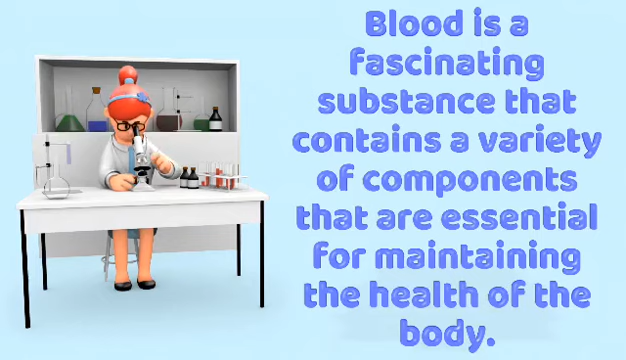 Blood is a
fascinating
substance that
contains a variety
of components
that are essential
for maintaining
the health of the
body.